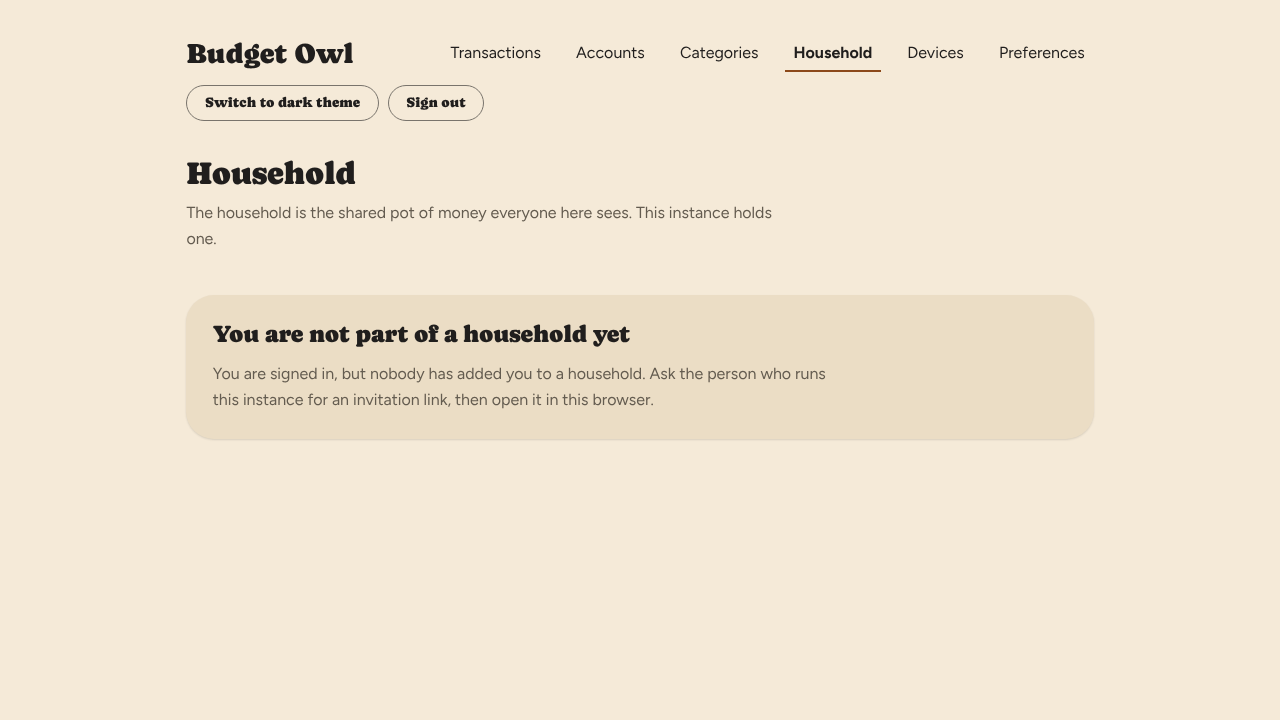 Budget Owl
Transactions
Accounts
Categories
Household
Devices
Preferences
Switch to dark theme
Sign out
Household
The household is the shared pot of money everyone here sees. This instance holds
one.
You are not part of a household yet
You are signed in, but nobody has added you to a household. Ask the person who runs
this instance for an invitation link, then open it in this browser.